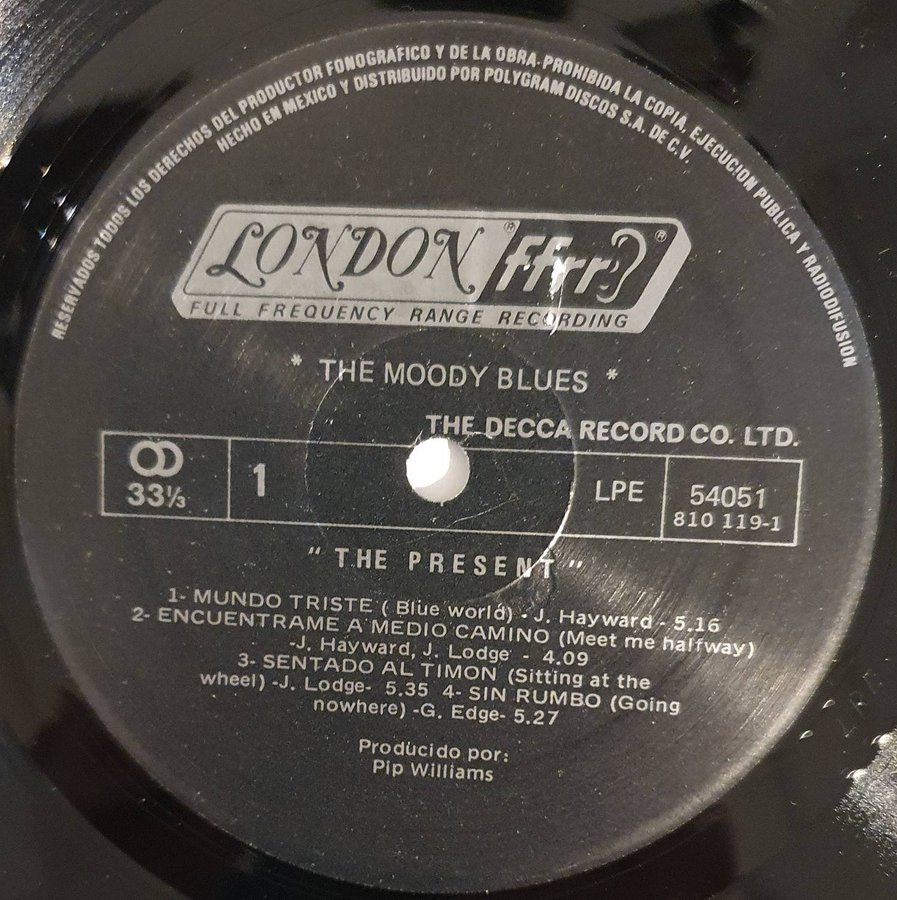 RESERVADOS TODOS LOS DERECHOS DEL PRODUCTOR FONOGRAFICO Y DE LA OBRA. PROHIBIDA LA COPIA, EJECUCION PUBLICA Y RADIODIFUSION
HECHO EN MEXICO Y DISTRIBUIDO POR POLYGRAM DISCOS S.A. DE C.V.
LONDON ® ffrr ®
FULL FREQUENCY RANGE RECORDING
* THE MOODY BLUES *
THE DECCA RECORD CO. LTD.
33⅓ 1 LPE 54051
810 119-1
" THE PRESENT "
1- MUNDO TRISTE ( Blue world) - J. Hayward - 5.16
2- ENCUENTRAME A MEDIO CAMINO (Meet me halfway)
-J. Hayward, J. Lodge - 4.09
3- SENTADO AL TIMON (Sitting at the
wheel) -J. Lodge- 5.35 4- SIN RUMBO (Going
nowhere) -G. Edge- 5.27
Producido por:
Pip Williams